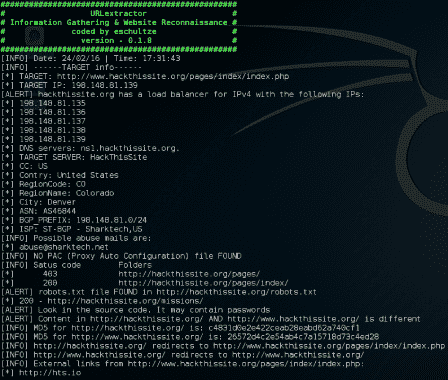 ##################################################
# URLextractor #
# Information Gathering & Website Reconnaissance #
# coded by eschultze #
# version - 0.1.8 #
##################################################
[INFO] Date: 24/02/16 | Time: 17:31:43
[INFO] ------TARGET info------
[*] TARGET: http://www.hackthissite.org/pages/index/index.php
[*] TARGET IP: 198.148.81.139
[ALERT] hackthissite.org has a load balancer for IPv4 with the following IPs:
[*] 198.148.81.135
[*] 198.148.81.136
[*] 198.148.81.137
[*] 198.148.81.138
[*] 198.148.81.139
[*] DNS servers: ns1.hackthissite.org.
[*] TARGET SERVER: HackThisSite
[*] CC: US
[*] Contry: United States
[*] RegionCode: CO
[*] RegionName: Colorado
[*] City: Denver
[*] ASN: AS46844
[*] BGP_PREFIX: 198.148.81.0/24
[*] ISP: ST-BGP - Sharktech,US
[INFO] Possible abuse mails are:
[*] abuse@sharktech.net
[INFO] NO PAC (Proxy Auto Configuration) file FOUND
[INFO] Satus code Folders
[*] 403 http://hackthissite.org/pages/
[*] 200 http://hackthissite.org/pages/index/
[ALERT] robots.txt file FOUND in http://hackthissite.org/robots.txt
[*] 200 - http://hackthissite.org/missions/
[ALERT] Look in the source code. It may contain passwords
[ALERT] Content in http://hackthissite.org/ AND http://www.hackthissite.org/ is different
[INFO] MD5 for http://hackthissite.org/ is: c4831d0e2e422ceab28eabd62a740cf1
[INFO] MD5 for http://www.hackthissite.org/ is: 26572d4c2e54ab4c7a15718d73c4ed28
[INFO] http://hackthissite.org/ redirects to http://hackthissite.org/pages/index/index.php
[INFO] http://www.hackthissite.org/ redirects to http://www.hackthissite.org/
[INFO] External links from http://www.hackthissite.org/pages/index/index.php:
[*] http://hts.io